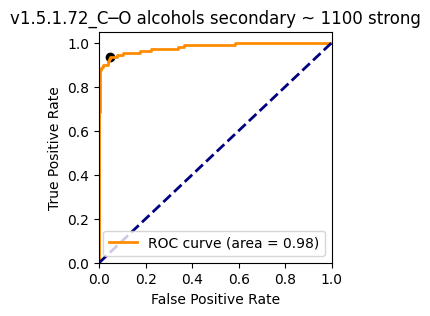 v1.5.1.72_C─O alcohols secondary ~ 1100 strong
True Positive Rate
1.0
0.8
0.6
0.4
0.2
0.0
ROC curve (area = 0.98)
0.0 0.2 0.4 0.6 0.8 1.0
False Positive Rate